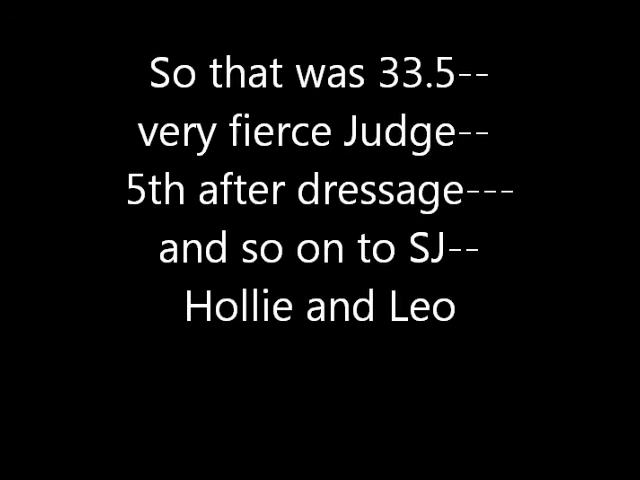 So that was 33.5--
very fierce Judge--
5th after dressage---
and so on to SJ--
Hollie and Leo